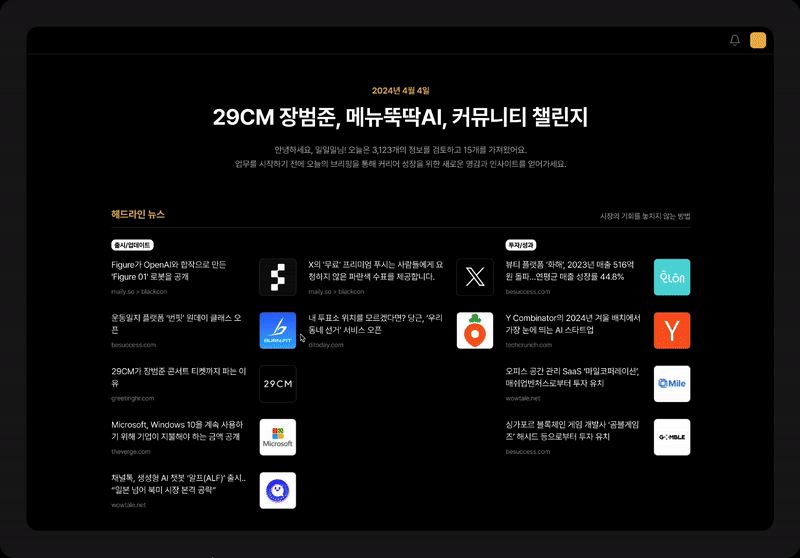 2024년 4월 4일
29CM 장범준, 메뉴뚝딱AI, 커뮤니티 챌린지
안녕하세요, 일일일님! 오늘은 3,123개의 정보를 검토하고 15개를 가져왔어요.
업무를 시작하기 전에 오늘의 브리핑을 통해 커리어 성장을 위한 새로운 영감과 인사이트를 얻어가세요.
헤드라인 뉴스
시장의 기회를 놓치지 않는 방법
출시/업데이트
Figure가 OpenAI와 합작으로 만든
'Figure 01' 로봇을 공개
maily.so > blackcon
운동일지 플랫폼 '번핏' 원데이 클래스 오
픈
besuccess.com
BURN.FIT
29CM가 장범준 콘서트 티켓까지 파는 이
유
greetinghr.com
29CM
Microsoft, Windows 10을 계속 사용하
기 위해 기업이 지불해야 하는 금액 공개
theverge.com
Microsoft
채널톡, 생성형 AI 챗봇 '알프(ALF)' 출시..
"일본 넘어 북미 시장 본격 공략"
wowtale.net
X의 '무료' 프리미엄 푸시는 사람들에게 요
청하지 않은 파란색 수표를 제공합니다.
maily.so > blackcon
내 투표소 위치를 모르겠다면? 당근, '우리
동네 선거' 서비스 오픈
ditoday.com
투자/성과
뷰티 플랫폼 '화해', 2023년 매출 516억
원 돌파...연평균 매출 성장률 44.8%
besuccess.com
Y Combinator의 2024년 겨울 배치에서
가장 눈에 띄는 AI 스타트업
techcrunch.com
Y
오피스 공간 관리 SaaS '마일코퍼레이션',
매쉬업벤처스로부터 투자 유치
wowtale.net
Mile
싱가포르 블록체인 게임 개발사 '곰블게임
즈' 해시드 등으로부터 투자 유치
besuccess.com
GOMBLE